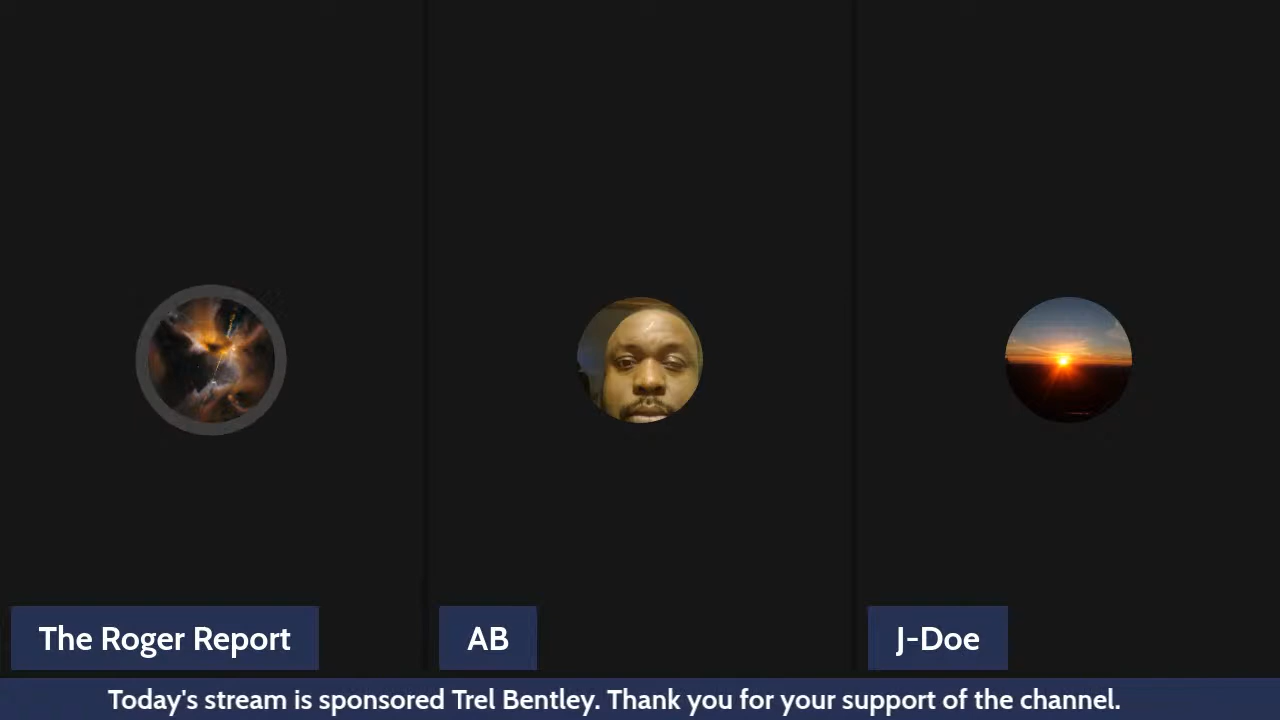 The Roger Report
AB
J-Doe
Today's stream is sponsored Trel Bentley. Thank you for your support of the channel.